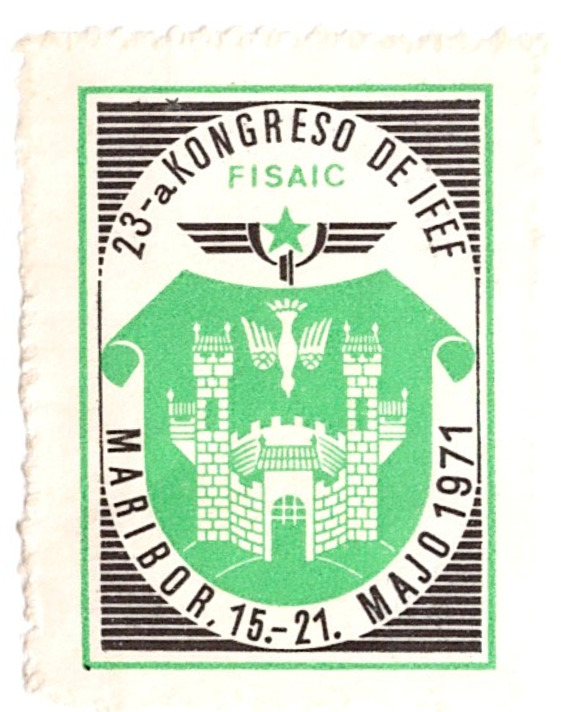 23-a KONGRESO DE IFEF
FISAIC
MARIBOR, 15.-21. MAJO 1971